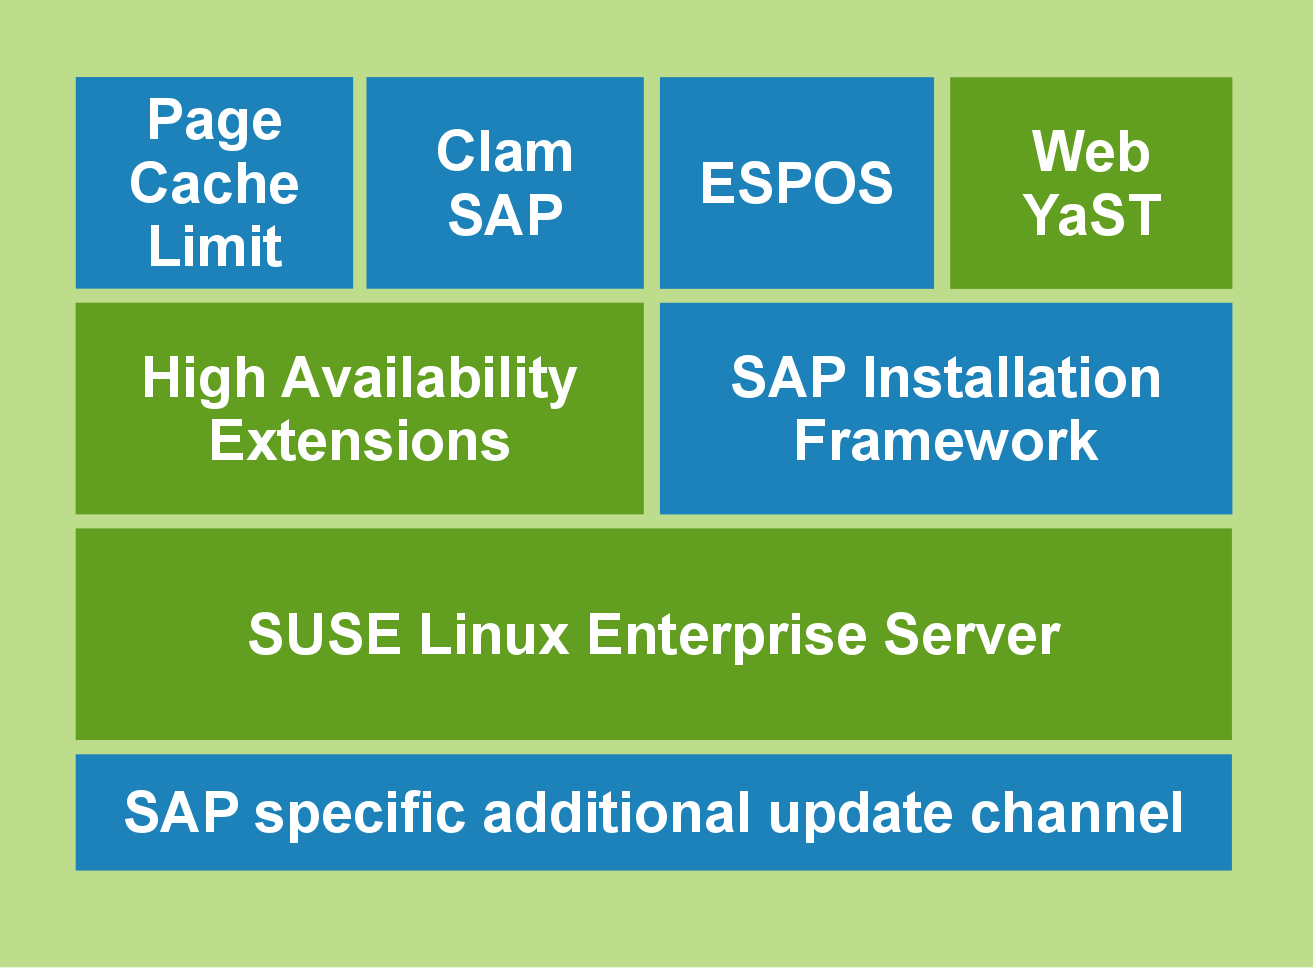 Page
Cache
Limit
Clam
SAP
ESPOS
Web
YaST
High Availability
Extensions
SAP Installation
Framework
SUSE Linux Enterprise Server
SAP specific additional update channel